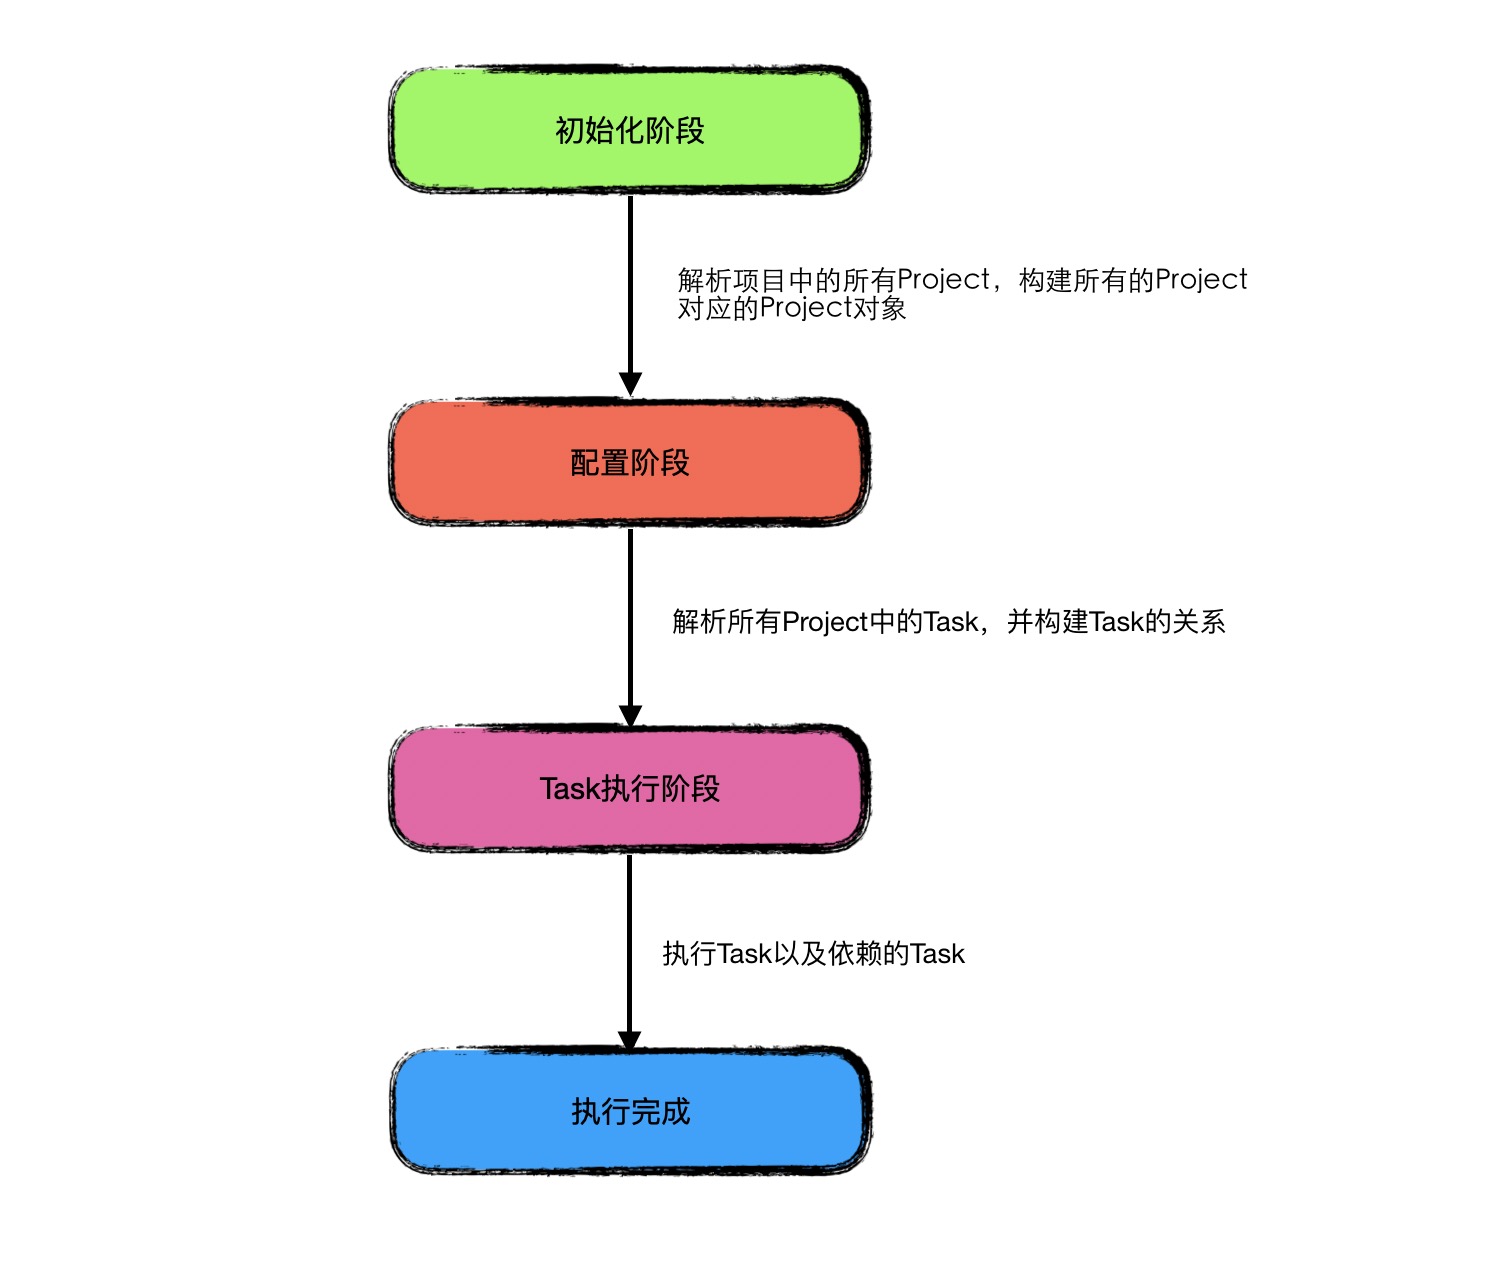 初始化阶段
解析项目中的所有Project，构建所有的Project
对应的Project对象
配置阶段
解析所有Project中的Task，并构建Task的关系
Task执行阶段
执行Task以及依赖的Task
执行完成